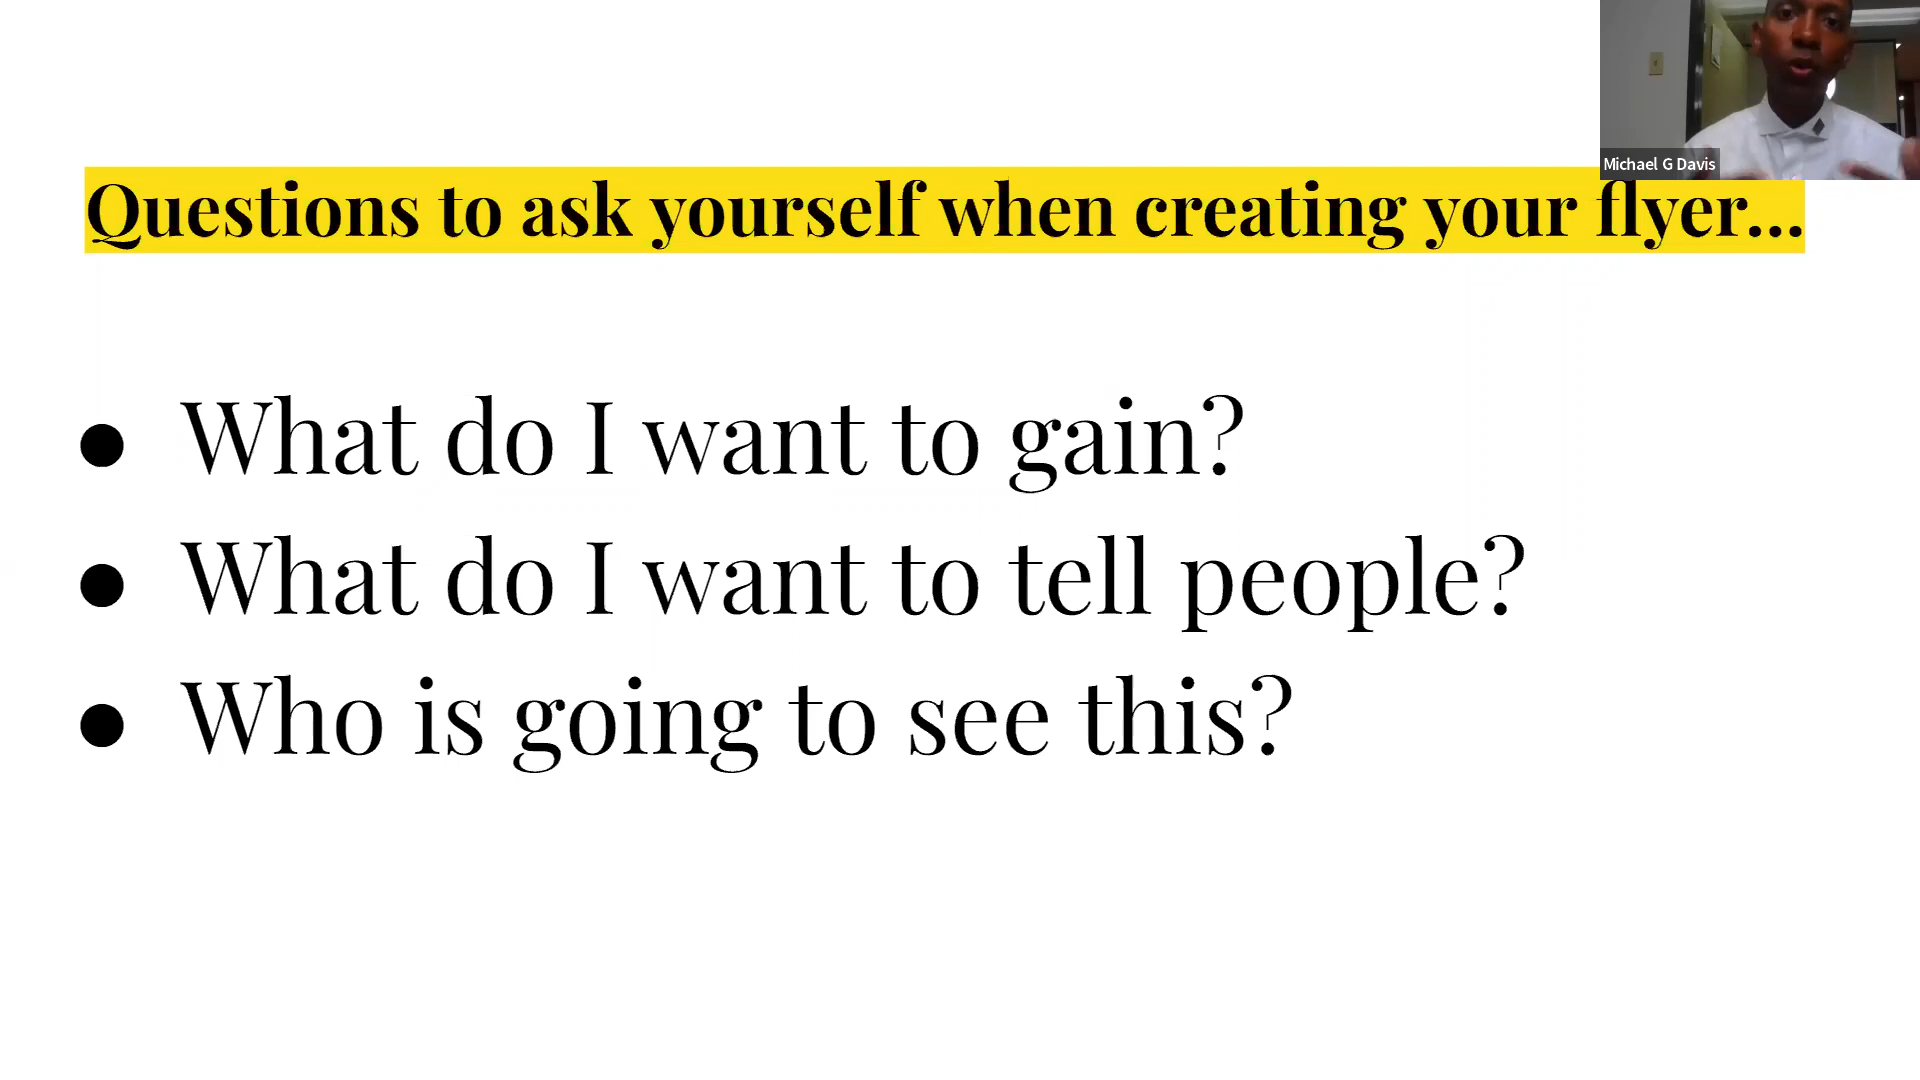 Michael G Davis
Questions to ask yourself when creating your flyer...
● What do I want to gain?
● What do I want to tell people?
● Who is going to see this?